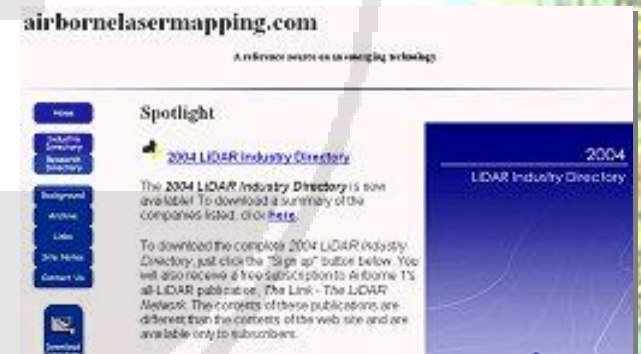 airbornelasermapping.com
A reference source on an emerging technology
Home
Industry Directory
Research Directory
Background
Archive
Links
Site Notes
Contact Us
Download
Spotlight
2004 LiDAR Industry Directory
The 2004 LiDAR Industry Directory is now
available! To download a summary of the
companies listed, click here.
To download the complete 2004 LiDAR Industry
Directory, just click the "Sign up" button below. You
will also receive a free subscription to Airborne 1's
all-LiDAR publication, The Link - The LiDAR
Network. The contents of these publications are
different than the contents of the web site and are
available only to subscribers.
2004
LiDAR Industry Directory